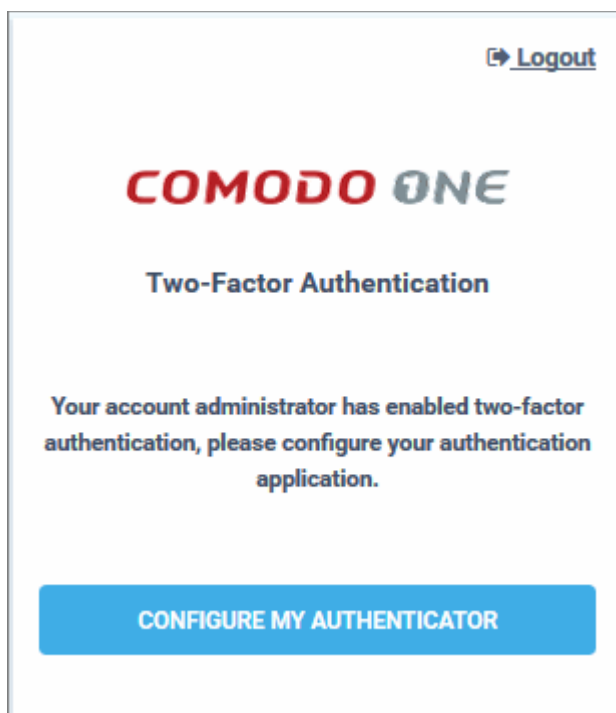 Logout
COMODO ONE
Two-Factor Authentication
Your account administrator has enabled two-factor
authentication, please configure your authentication
application.
CONFIGURE MY AUTHENTICATOR